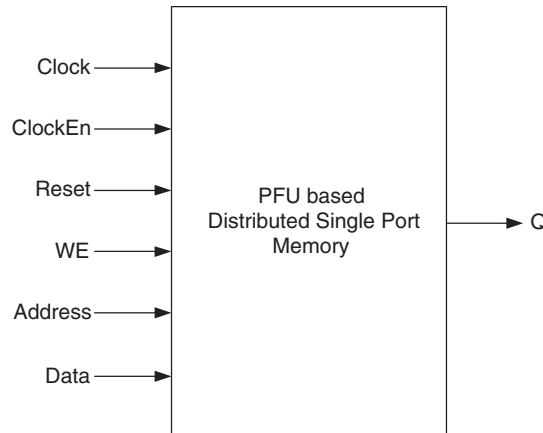 Clock
ClockEn
Reset
WE
Address
Data
PFU based
Distributed Single Port
Memory
Q